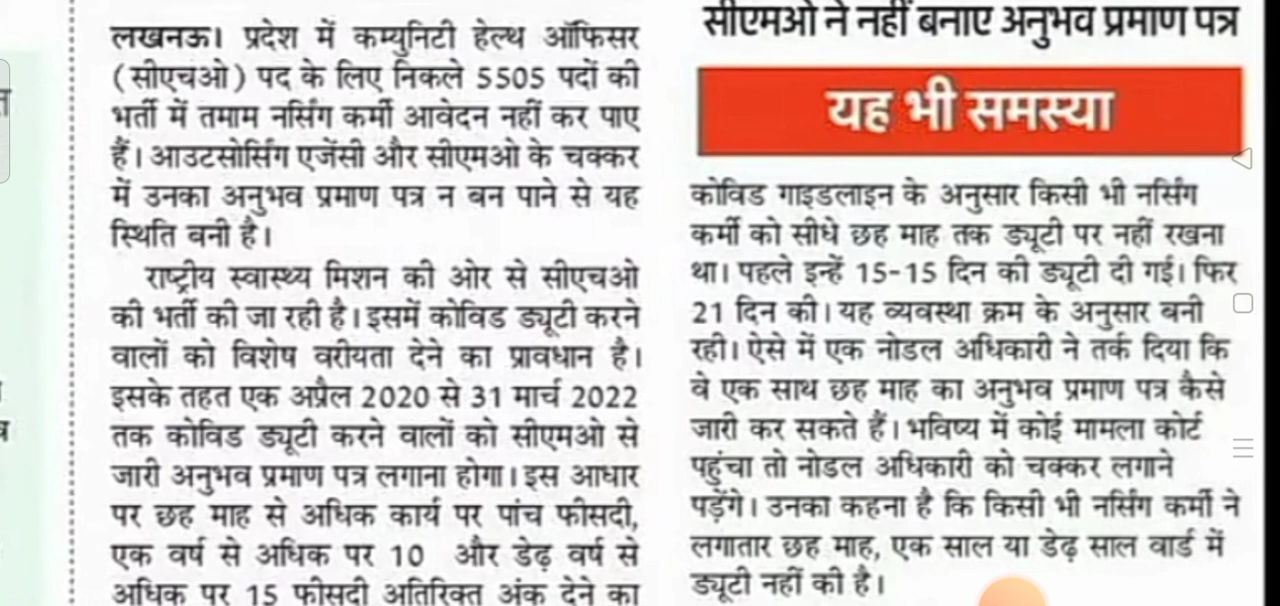 लखनऊ। प्रदेश में कम्युनिटी हेल्थ ऑफिसर
(सीएचओ) पद के लिए निकले 5505 पदों की
भर्ती में तमाम नर्सिंग कर्मी आवेदन नहीं कर पाए
हैं। आउटसोर्सिंग एजेंसी और सीएमओ के चक्कर
में उनका अनुभव प्रमाण पत्र न बन पाने से यह
स्थिति बनी है।
राष्ट्रीय स्वास्थ्य मिशन की ओर से सीएचओ
की भर्ती की जा रही है। इसमें कोविड ड्यूटी करने
वालों को विशेष वरीयता देने का प्रावधान है।
इसके तहत एक अप्रैल 2020 से 31 मार्च 2022
तक कोविड ड्यूटी करने वालों को सीएमओ से
जारी अनुभव प्रमाण पत्र लगाना होगा। इस आधार
पर छह माह से अधिक कार्य पर पांच फीसदी,
एक वर्ष से अधिक पर 10 और डेढ़ वर्ष से
अधिक पर 15 फीसदी अतिरिक्त अंक देने का
सीएमओ ने नहीं बनाए अनुभव प्रमाण पत्र
यह भी समस्या
कोविड गाइडलाइन के अनुसार किसी भी नर्सिंग
कर्मी को सीधे छह माह तक ड्यूटी पर नहीं रखना
था। पहले इन्हें 15-15 दिन की ड्यूटी दी गई। फिर
21 दिन की। यह व्यवस्था क्रम के अनुसार बनी
रही। ऐसे में एक नोडल अधिकारी ने तर्क दिया कि
वे एक साथ छह माह का अनुभव प्रमाण पत्र कैसे
जारी कर सकते हैं। भविष्य में कोई मामला कोर्ट
पहुंचा तो नोडल अधिकारी को चक्कर लगाने
पड़ेंगे। उनका कहना है कि किसी भी नर्सिंग कर्मी ने
लगातार छह माह, एक साल या डेढ़ साल वार्ड में
ड्यूटी नहीं की है।